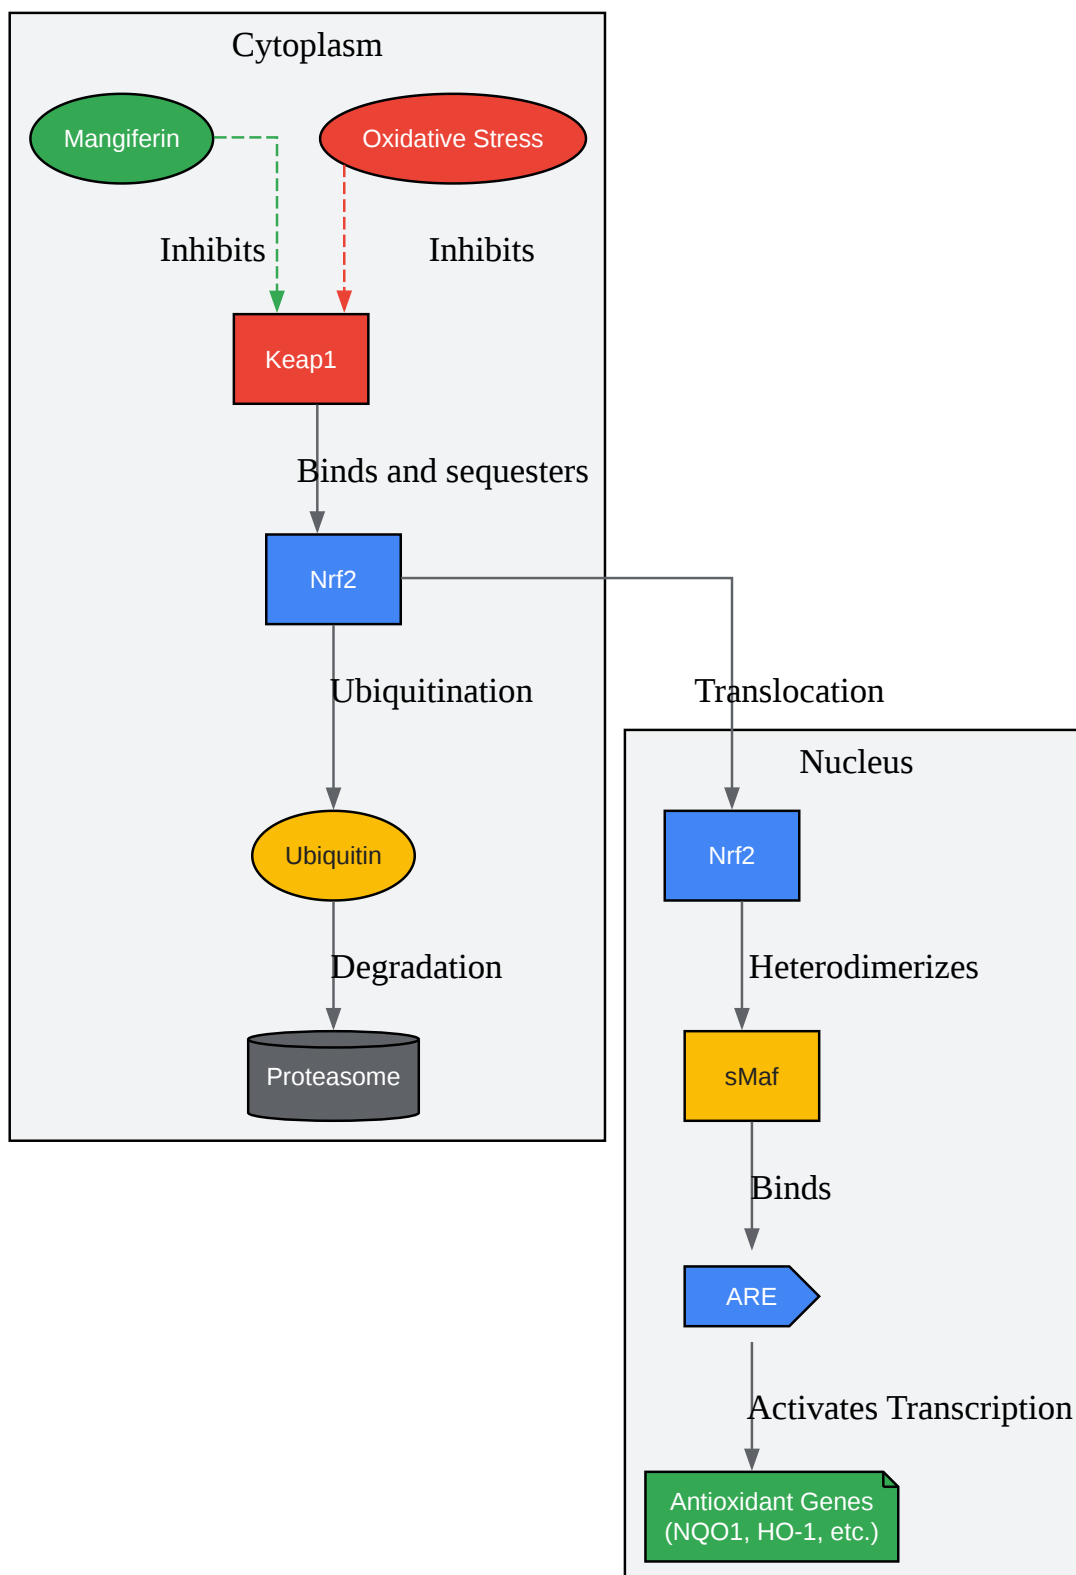 Cytoplasm
Mangiferin
Oxidative Stress
Inhibits
Inhibits
Keap1
Binds and sequesters
Nrf2
Ubiquitination
Translocation
Nucleus
Ubiquitin
Nrf2
Degradation
Heterodimerizes
Proteasome
sMaf
Binds
ARE
Activates Transcription
Antioxidant Genes
(NQO1, HO-1, etc.)